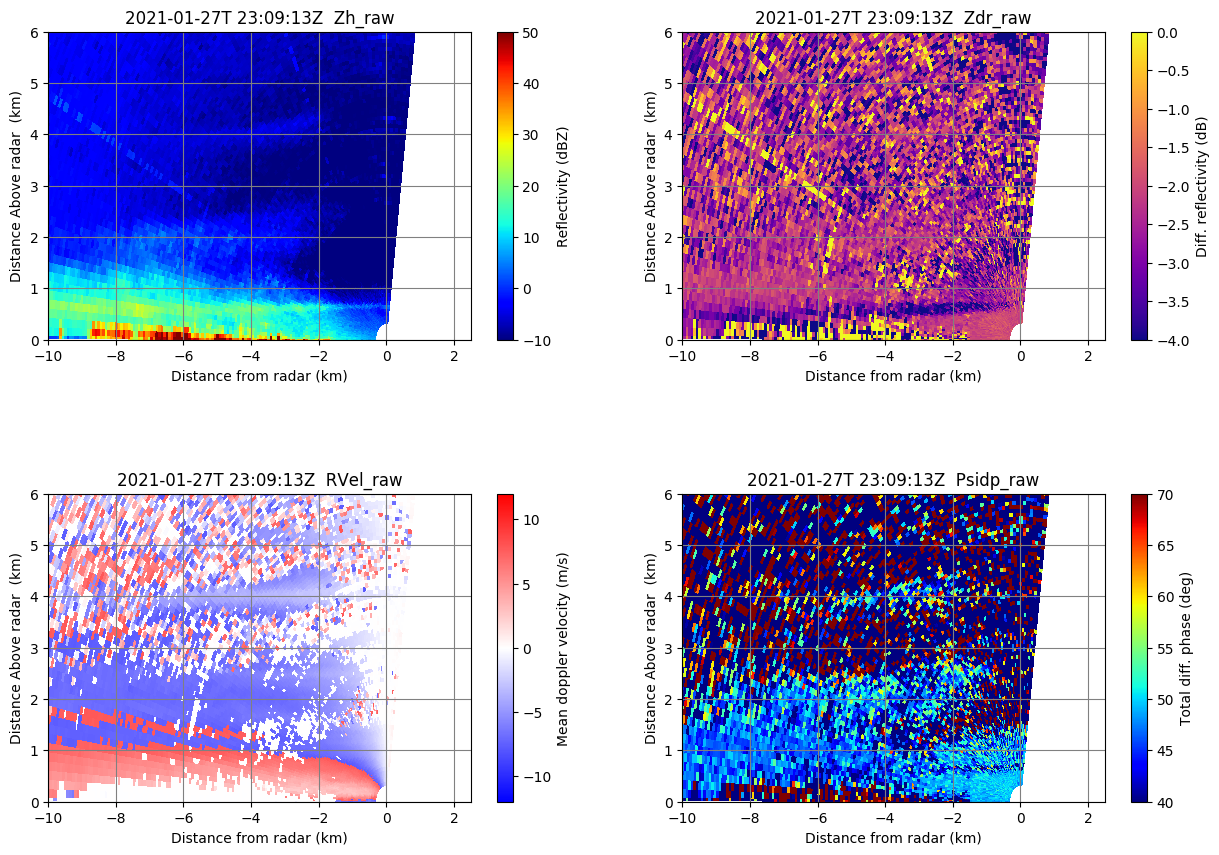 2021-01-27T 23:09:13Z Zh_raw
6
5
4
3
2
1
0
Distance Above radar (km)
−10 −8 −6 −4 −2 0 2
Distance from radar (km)
50
40
30
20
10
0
−10
Reflectivity (dBZ)
2021-01-27T 23:09:13Z Zdr_raw
6
5
4
3
2
1
0
Distance Above radar (km)
−10 −8 −6 −4 −2 0 2
Distance from radar (km)
0.0
−0.5
−1.0
−1.5
−2.0
−2.5
−3.0
−3.5
−4.0
Diff. reflectivity (dB)
2021-01-27T 23:09:13Z RVel_raw
6
5
4
3
2
1
0
Distance Above radar (km)
−10 −8 −6 −4 −2 0 2
Distance from radar (km)
10
5
0
−5
−10
Mean doppler velocity (m/s)
2021-01-27T 23:09:13Z Psidp_raw
6
5
4
3
2
1
0
Distance Above radar (km)
−10 −8 −6 −4 −2 0 2
Distance from radar (km)
70
65
60
55
50
45
40
Total diff. phase (deg)